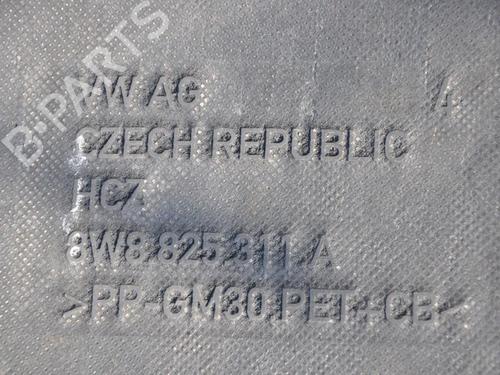 B-PARTS
VW AG A
CZECH REPUBLIC
HCZ
8W8 825 311 A
>PP-GM30.PET-CB<